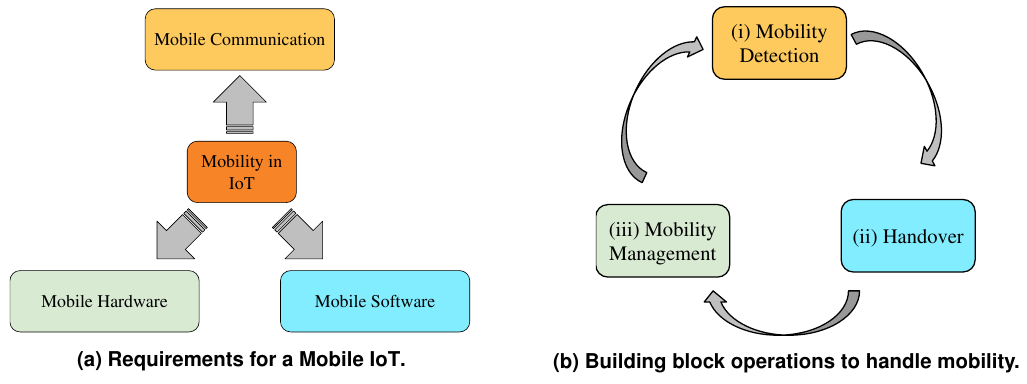 Mobile Communication
Mobility in
IoT
Mobile Hardware
Mobile Software
(a) Requirements for a Mobile IoT.
(i) Mobility
Detection
(ii) Handover
(iii) Mobility
Management
(b) Building block operations to handle mobility.